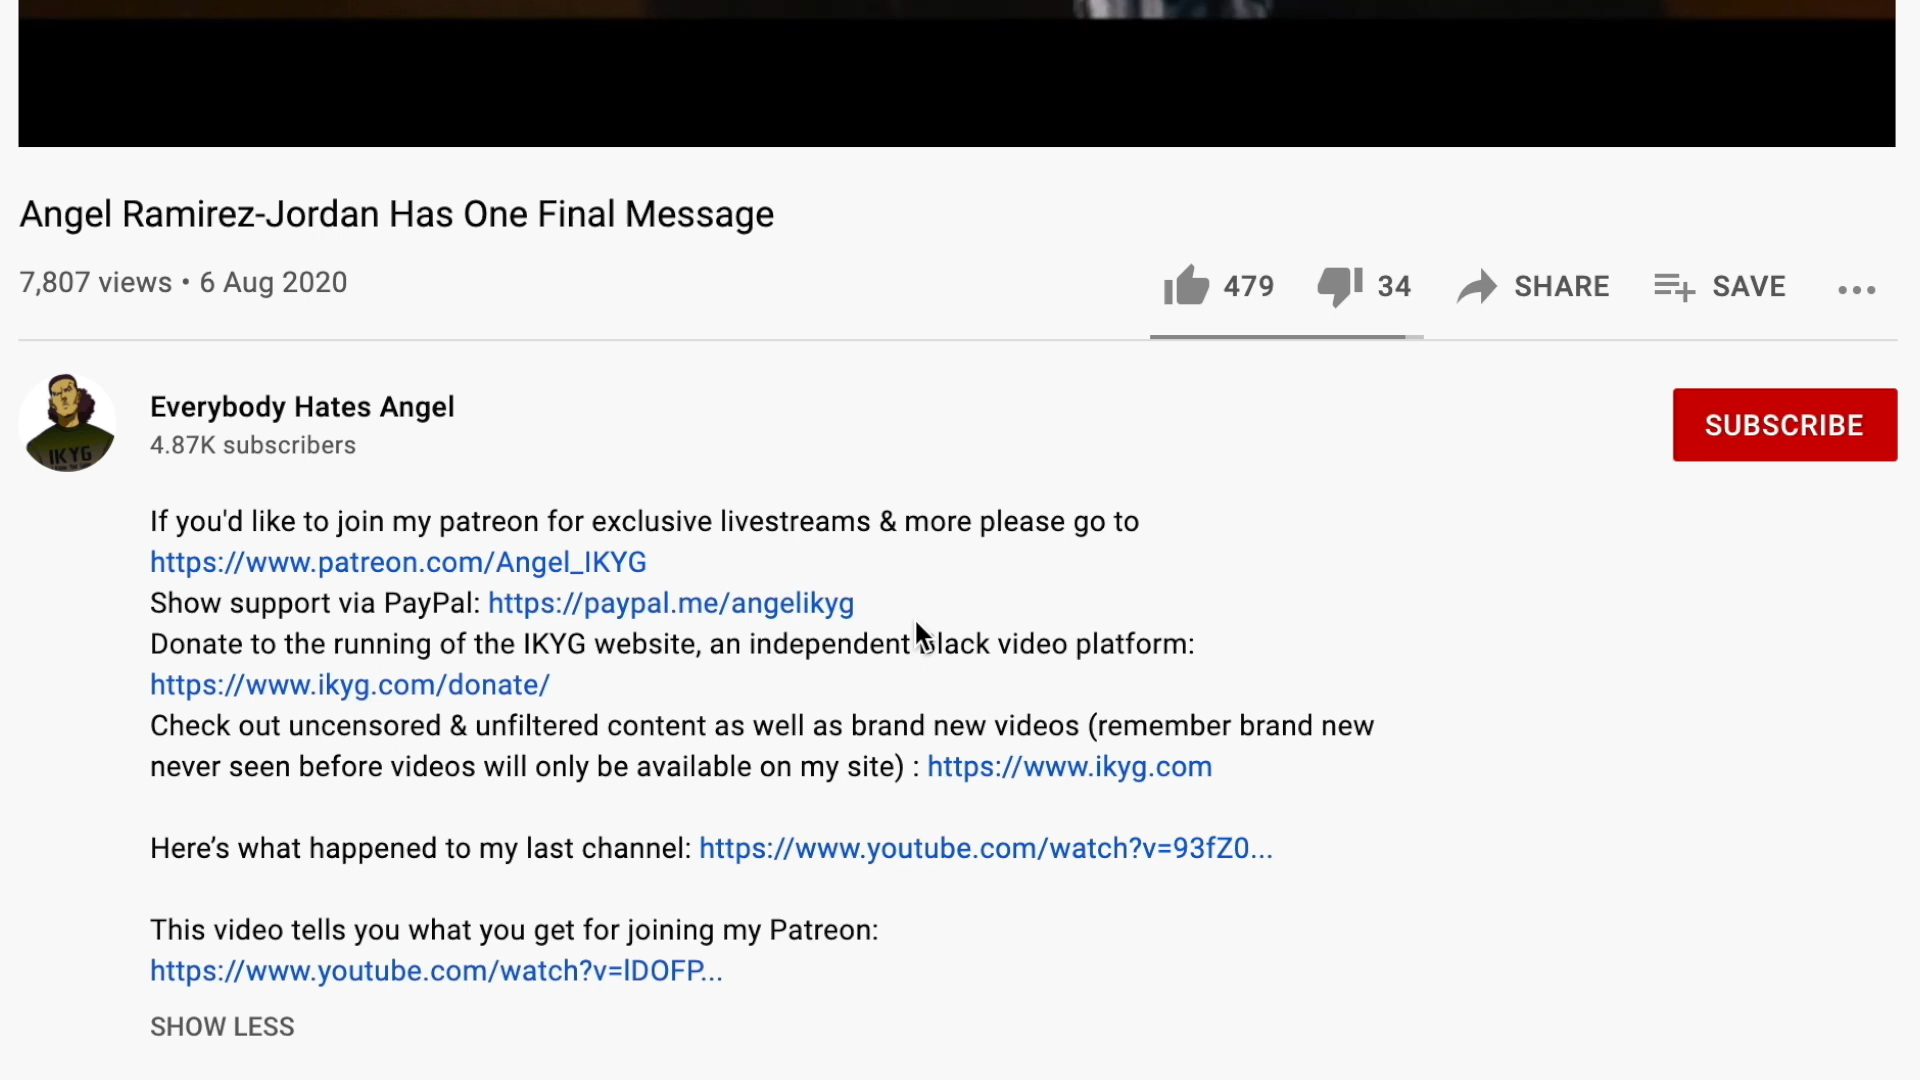 Angel Ramirez-Jordan Has One Final Message
7,807 views • 6 Aug 2020
479 34 SHARE SAVE
Everybody Hates Angel
4.87K subscribers
SUBSCRIBE
IKYG
If you'd like to join my patreon for exclusive livestreams & more please go to
https://www.patreon.com/Angel_IKYG
Show support via PayPal: https://paypal.me/angelikyg
Donate to the running of the IKYG website, an independent black video platform:
https://www.ikyg.com/donate/
Check out uncensored & unfiltered content as well as brand new videos (remember brand new
never seen before videos will only be available on my site) : https://www.ikyg.com
Here’s what happened to my last channel: https://www.youtube.com/watch?v=93fZ0...
This video tells you what you get for joining my Patreon:
https://www.youtube.com/watch?v=lDOFP...
SHOW LESS